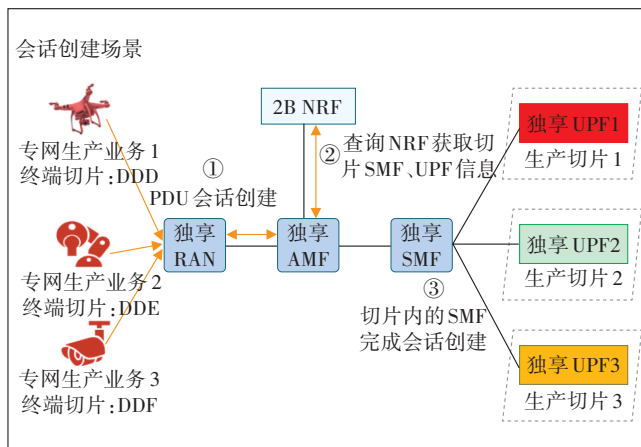 会话创建场景
2B NRF
独享UPF1
生产切片1
专网生产业务1
终端切片:DDD
①
PDU会话创建
②
查询NRF获取切
片SMF、UPF信息
独享
RAN
独享
AMF
独享
SMF
独享UPF2
生产切片2
专网生产业务2
终端切片:DDE
③
切片内的SMF
完成会话创建
独享UPF3
生产切片3
专网生产业务3
终端切片:DDF